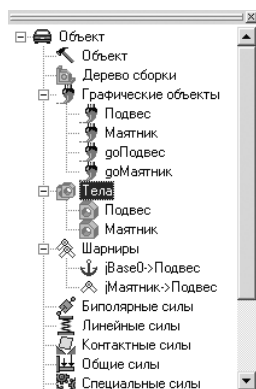 Объект
Объект
Дерево сборки
Графические объекты
Подвес
Маятник
goПодвес
goМаятник
Тела
Подвес
Маятник
Шарниры
jBase0->Подвес
jМаятник->Подвес
Биполярные силы
Линейные силы
Контактные силы
Общие силы
Специальные силы